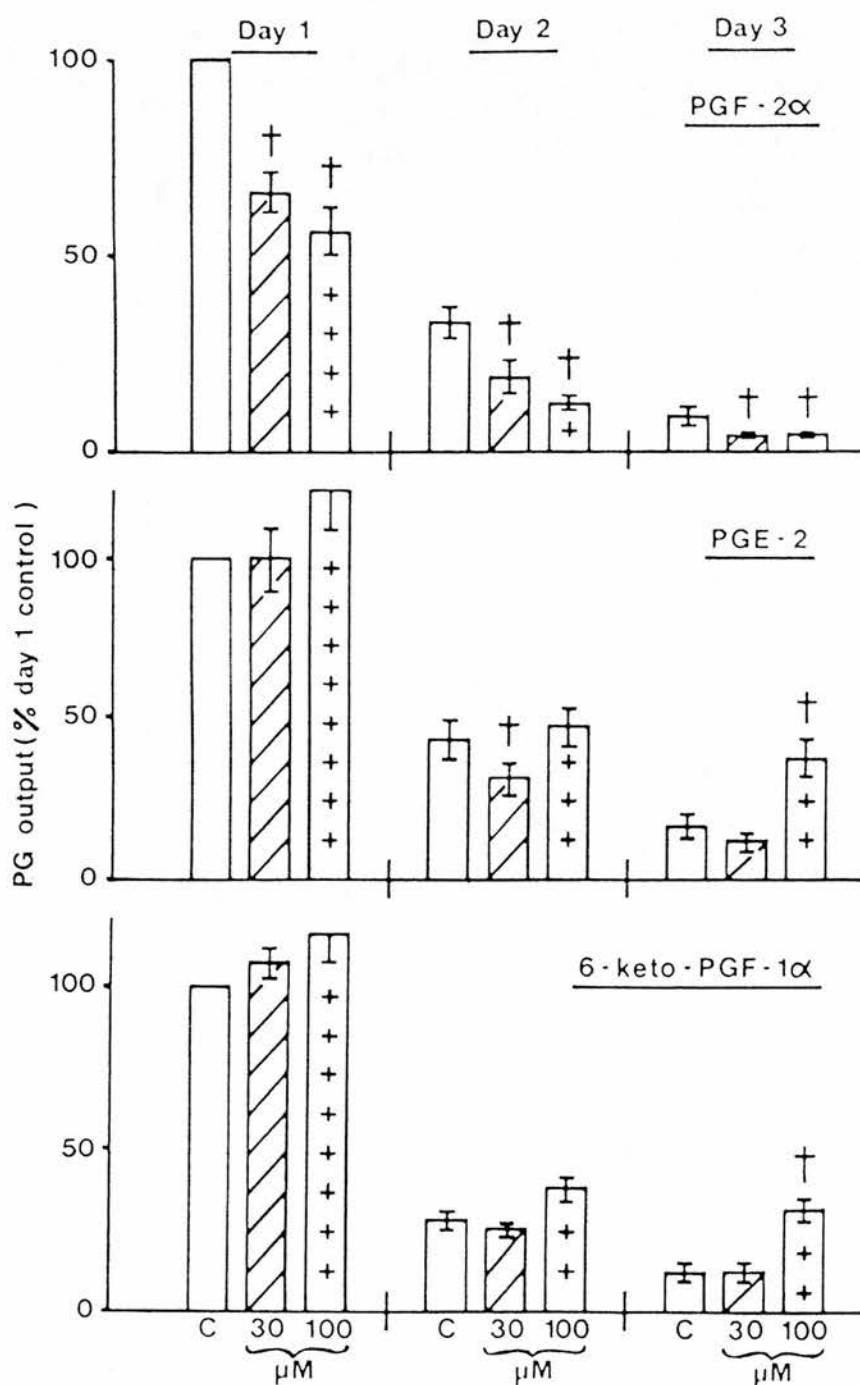 Day 1 Day 2 Day 3
100
PGF - 2α
† †
50
† †
† †
0
PG output (% day 1 control)
100
PGE - 2
50
† †
0
100
6 - keto - PGF - 1α
50
†
0
C 30 100 C 30 100 C 30 100
μM μM μM